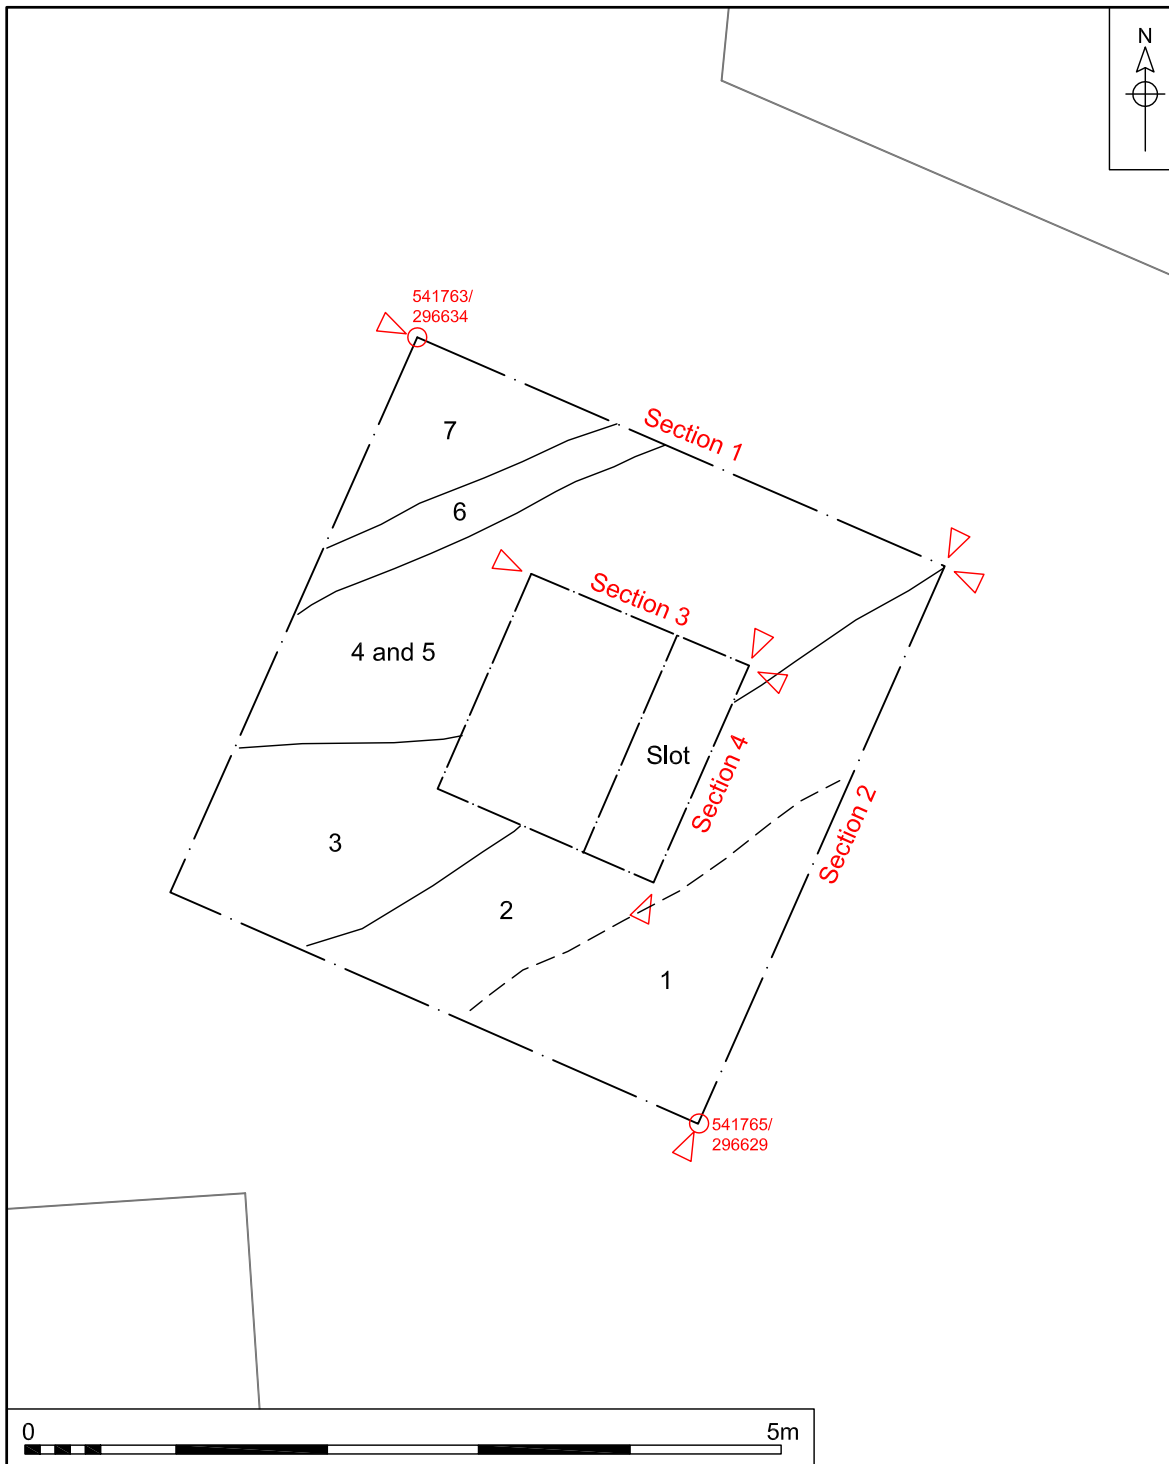 N
541763/
296634
Section 1
7
6
Section 3
4 and 5
Slot
Section 4
Section 2
3
2
1
541765/
296629
0 5m